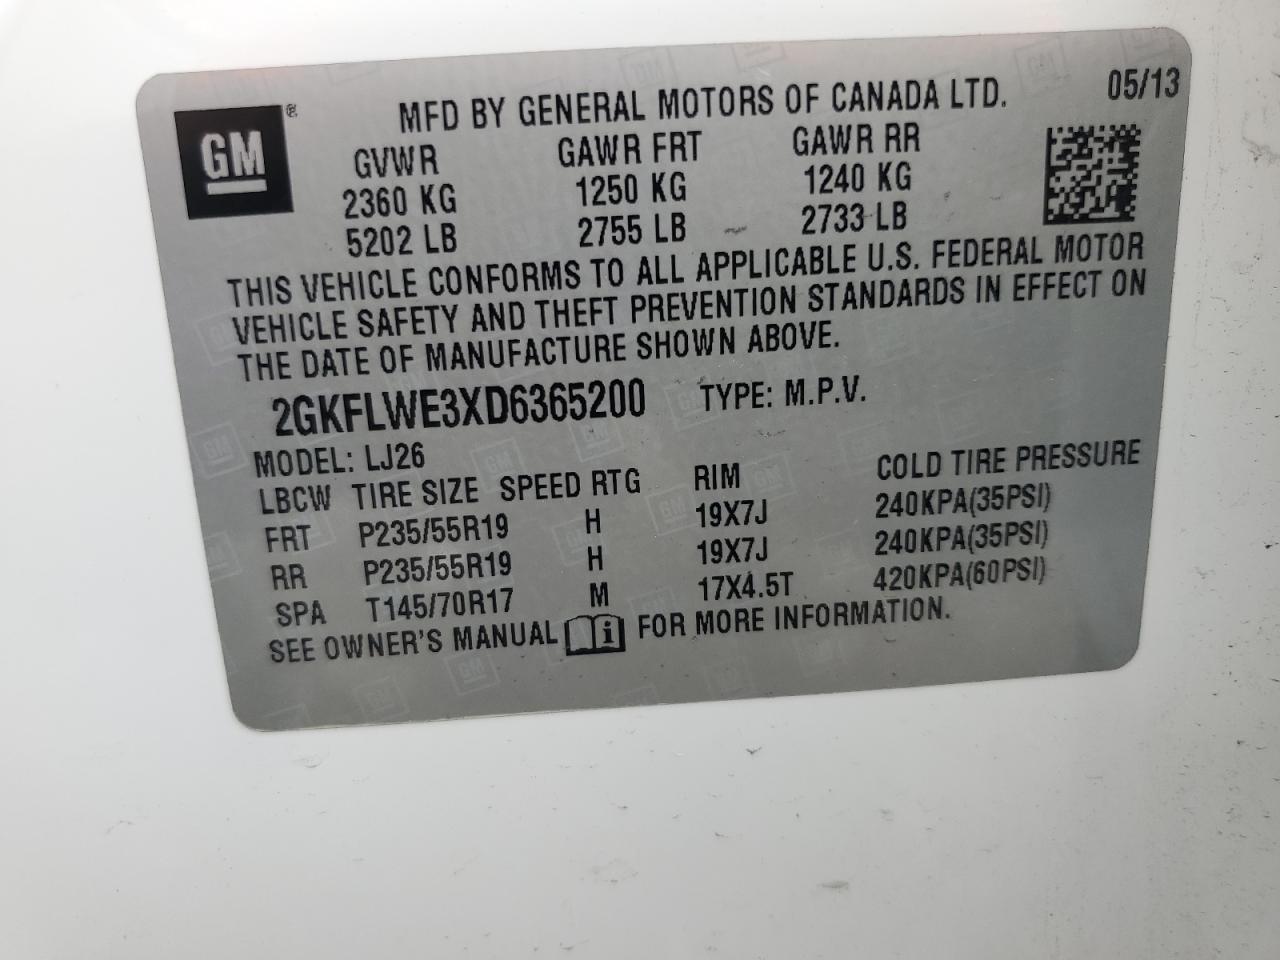 GM ®
MFD BY GENERAL MOTORS OF CANADA LTD. 05/13
GVWR GAWR FRT GAWR RR
2360 KG 1250 KG 1240 KG
5202 LB 2755 LB 2733 LB
THIS VEHICLE CONFORMS TO ALL APPLICABLE U.S. FEDERAL MOTOR
VEHICLE SAFETY AND THEFT PREVENTION STANDARDS IN EFFECT ON
THE DATE OF MANUFACTURE SHOWN ABOVE.
2GKFLWE3XD6365200 TYPE: M.P.V.
MODEL: LJ26
LBCW TIRE SIZE SPEED RTG RIM COLD TIRE PRESSURE
FRT P235/55R19 H 19X7J 240KPA(35PSI)
RR P235/55R19 H 19X7J 240KPA(35PSI)
SPA T145/70R17 M 17X4.5T 420KPA(60PSI)
SEE OWNER'S MANUAL i FOR MORE INFORMATION.